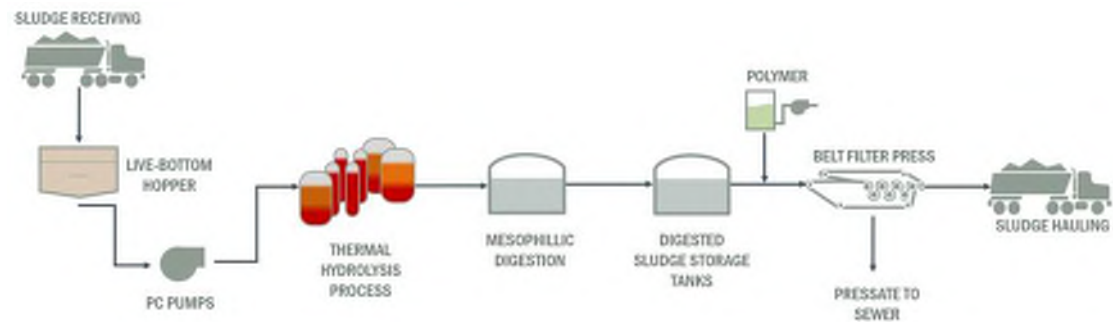 SLUDGE RECEIVING
LIVE-BOTTOM
HOPPER
PC PUMPS
THERMAL
HYDROLYSIS
PROCESS
MESOPHILLIC
DIGESTION
DIGESTED
SLUDGE STORAGE
TANKS
POLYMER
BELT FILTER PRESS
PRESSATE TO
SEWER
SLUDGE HAULING